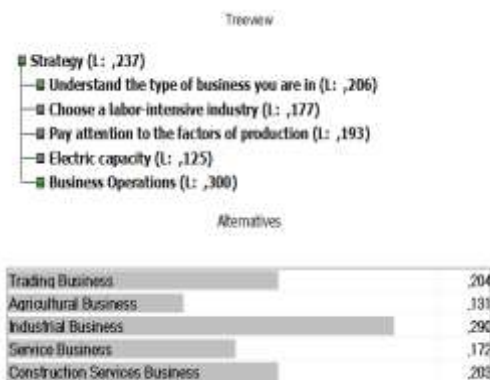 Treeview
Strategy (L: ,237)
Understand the type of business you are in (L: ,206)
Choose a labor-intensive industry (L: ,177)
Pay attention to the factors of production (L: ,193)
Electric capacity (L: ,125)
Business Operations (L: ,300)
Alternatives
Trading Business ,204
Agricultural Business ,131
Industrial Business ,290
Service Business ,172
Construction Services Business ,203